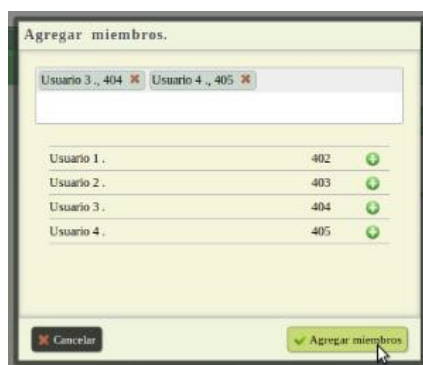 Agregar miembros.
Usuario 3 ., 404 Usuario 4 ., 405
Usuario 1 . 402
Usuario 2 . 403
Usuario 3 . 404
Usuario 4 . 405
Cancelar Agregar miembros